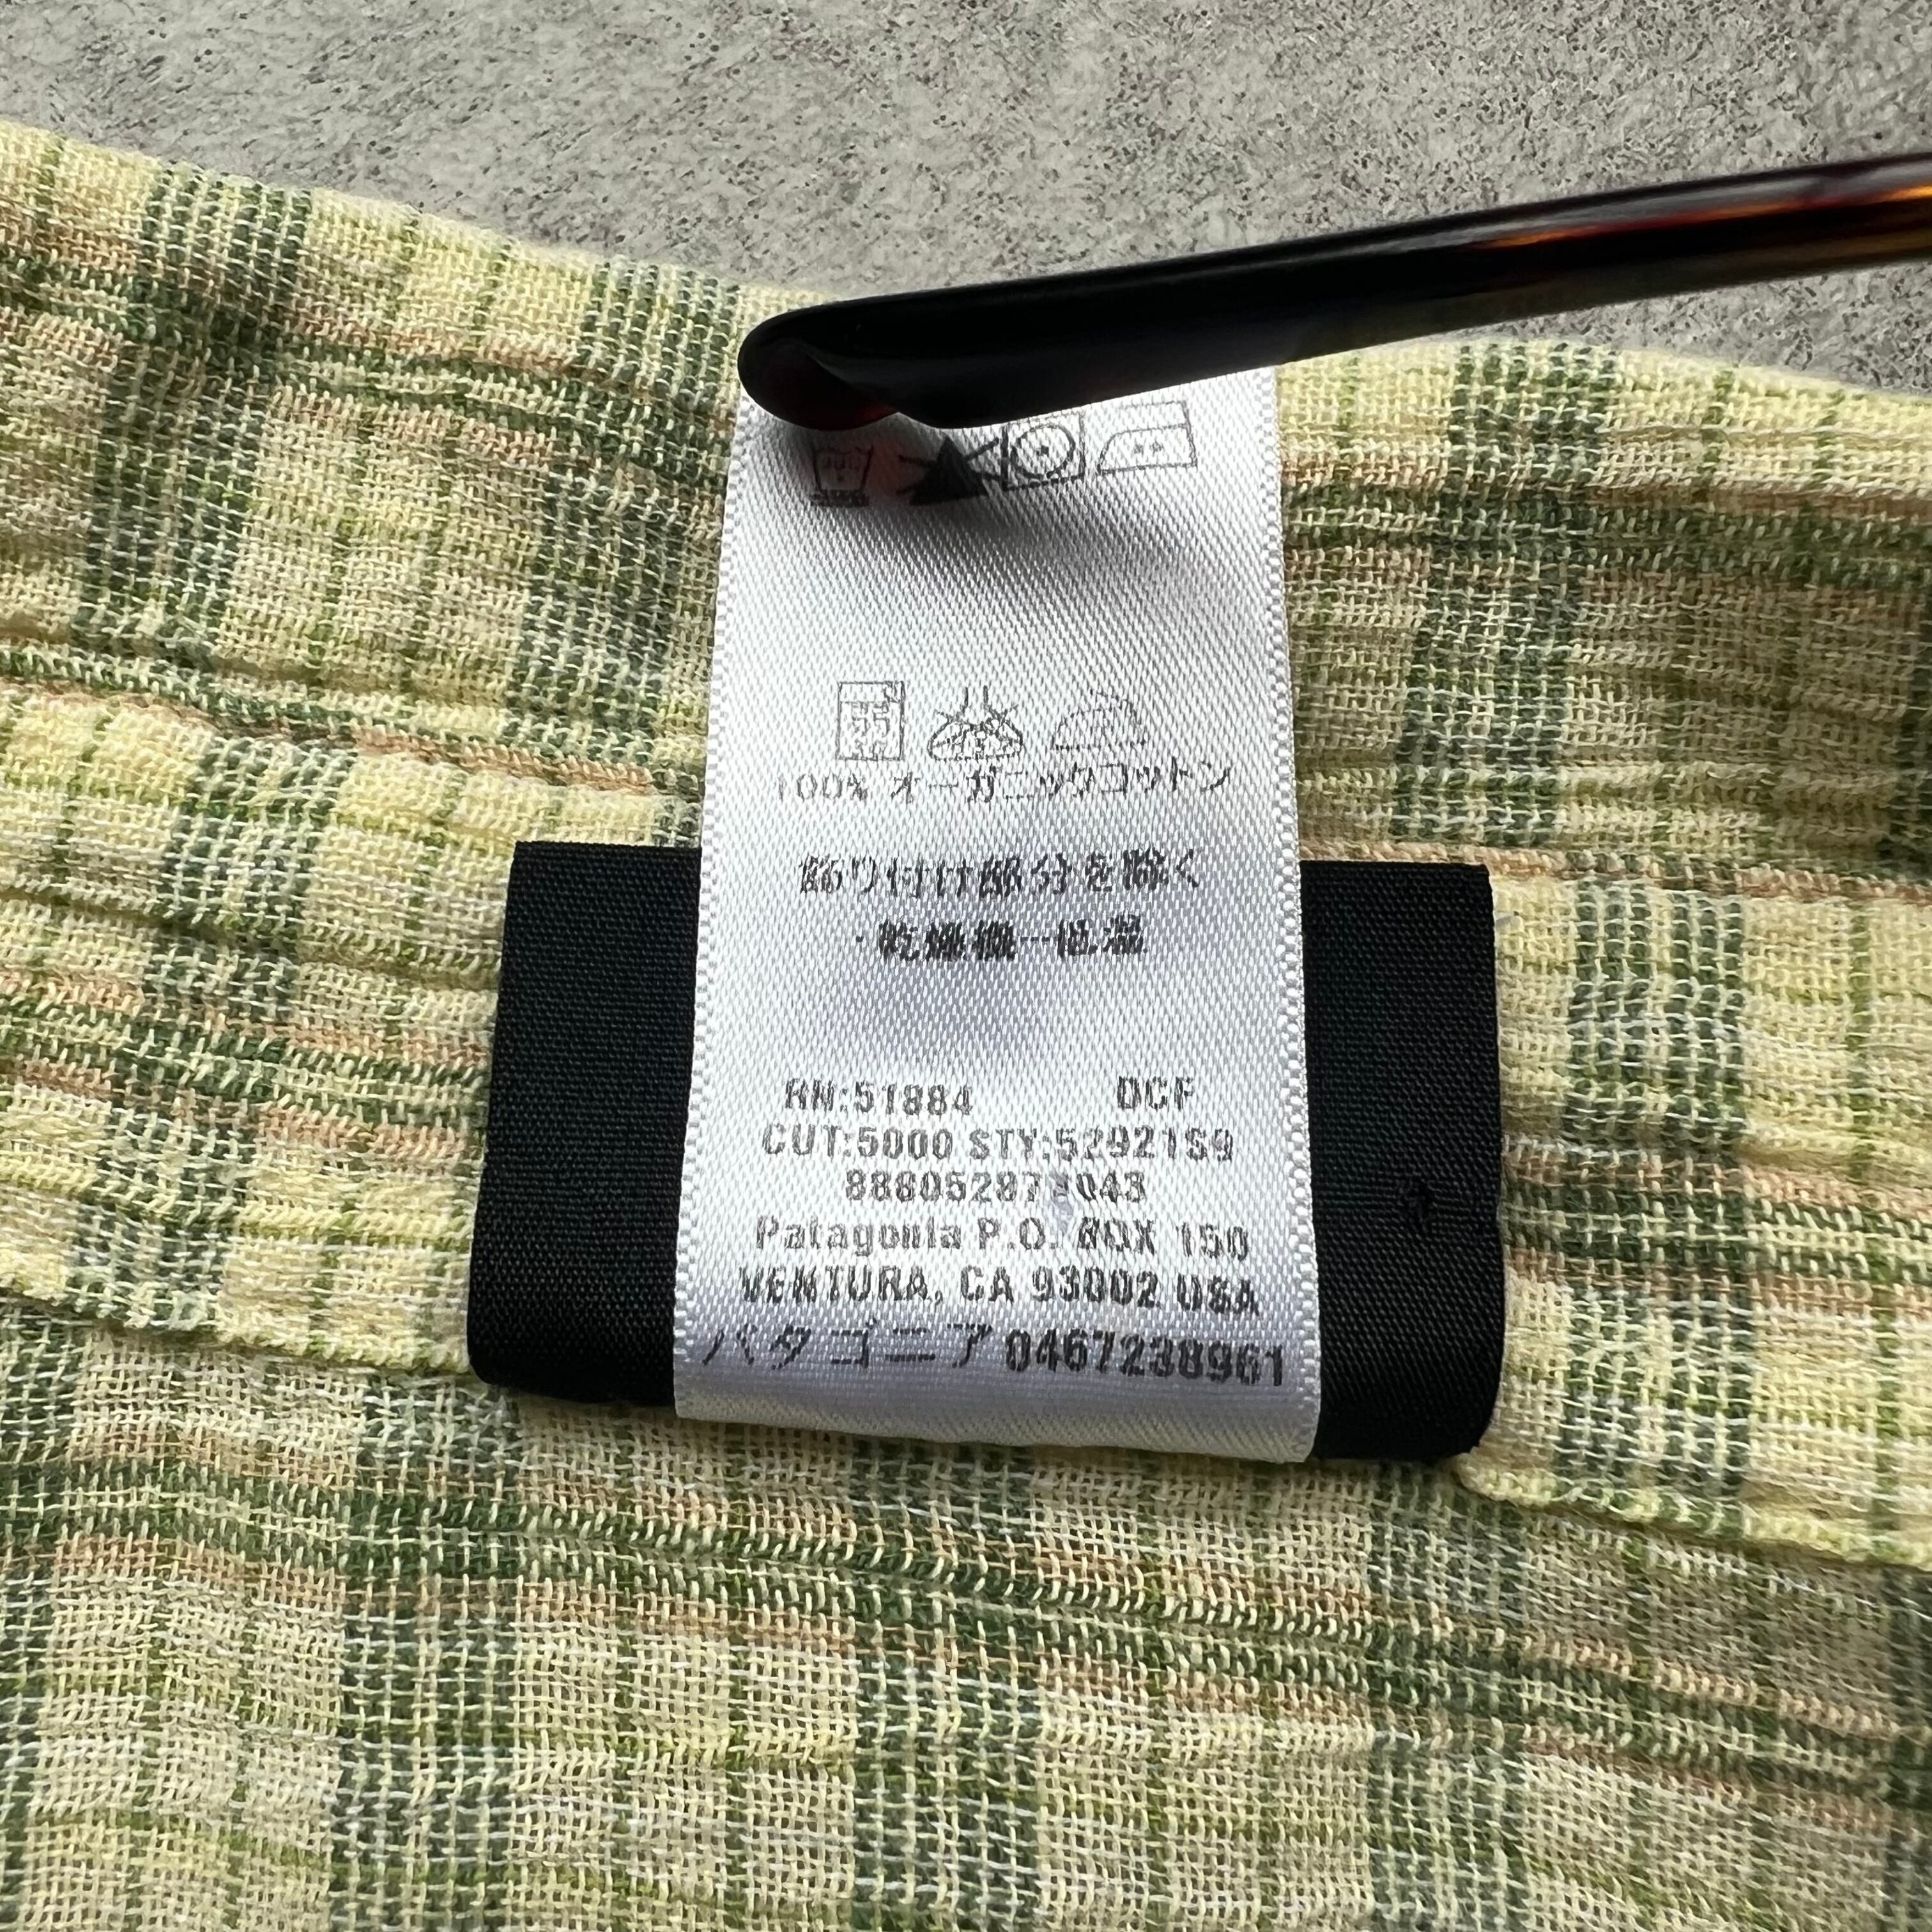 100% オーガニックコットン
飾り付け部分を除く
・乾燥機－低温
RN:51884 DCF
CUT:5000 STY:52921S9
Patagonia P.O. BOX 150
VENTURA, CA 93002 USA
パタゴニア 0467238961